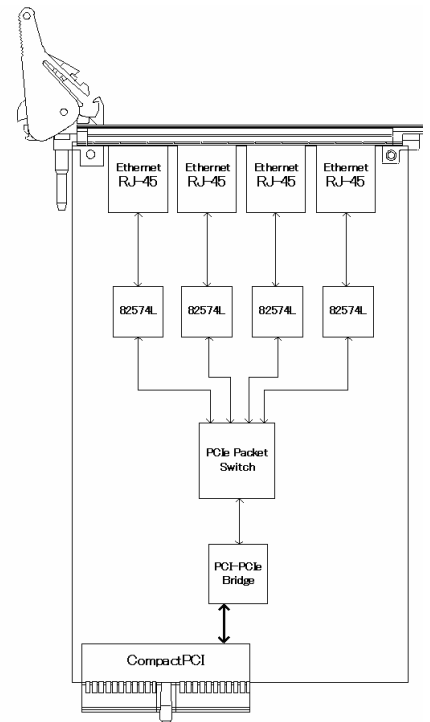 Ethernet Ethernet Ethernet Ethernet
RJ-45 RJ-45 RJ-45 RJ-45
82574L 82574L 82574L 82574L
PCIe Packet
Switch
PCI-PCIe
Bridge
CompactPCI